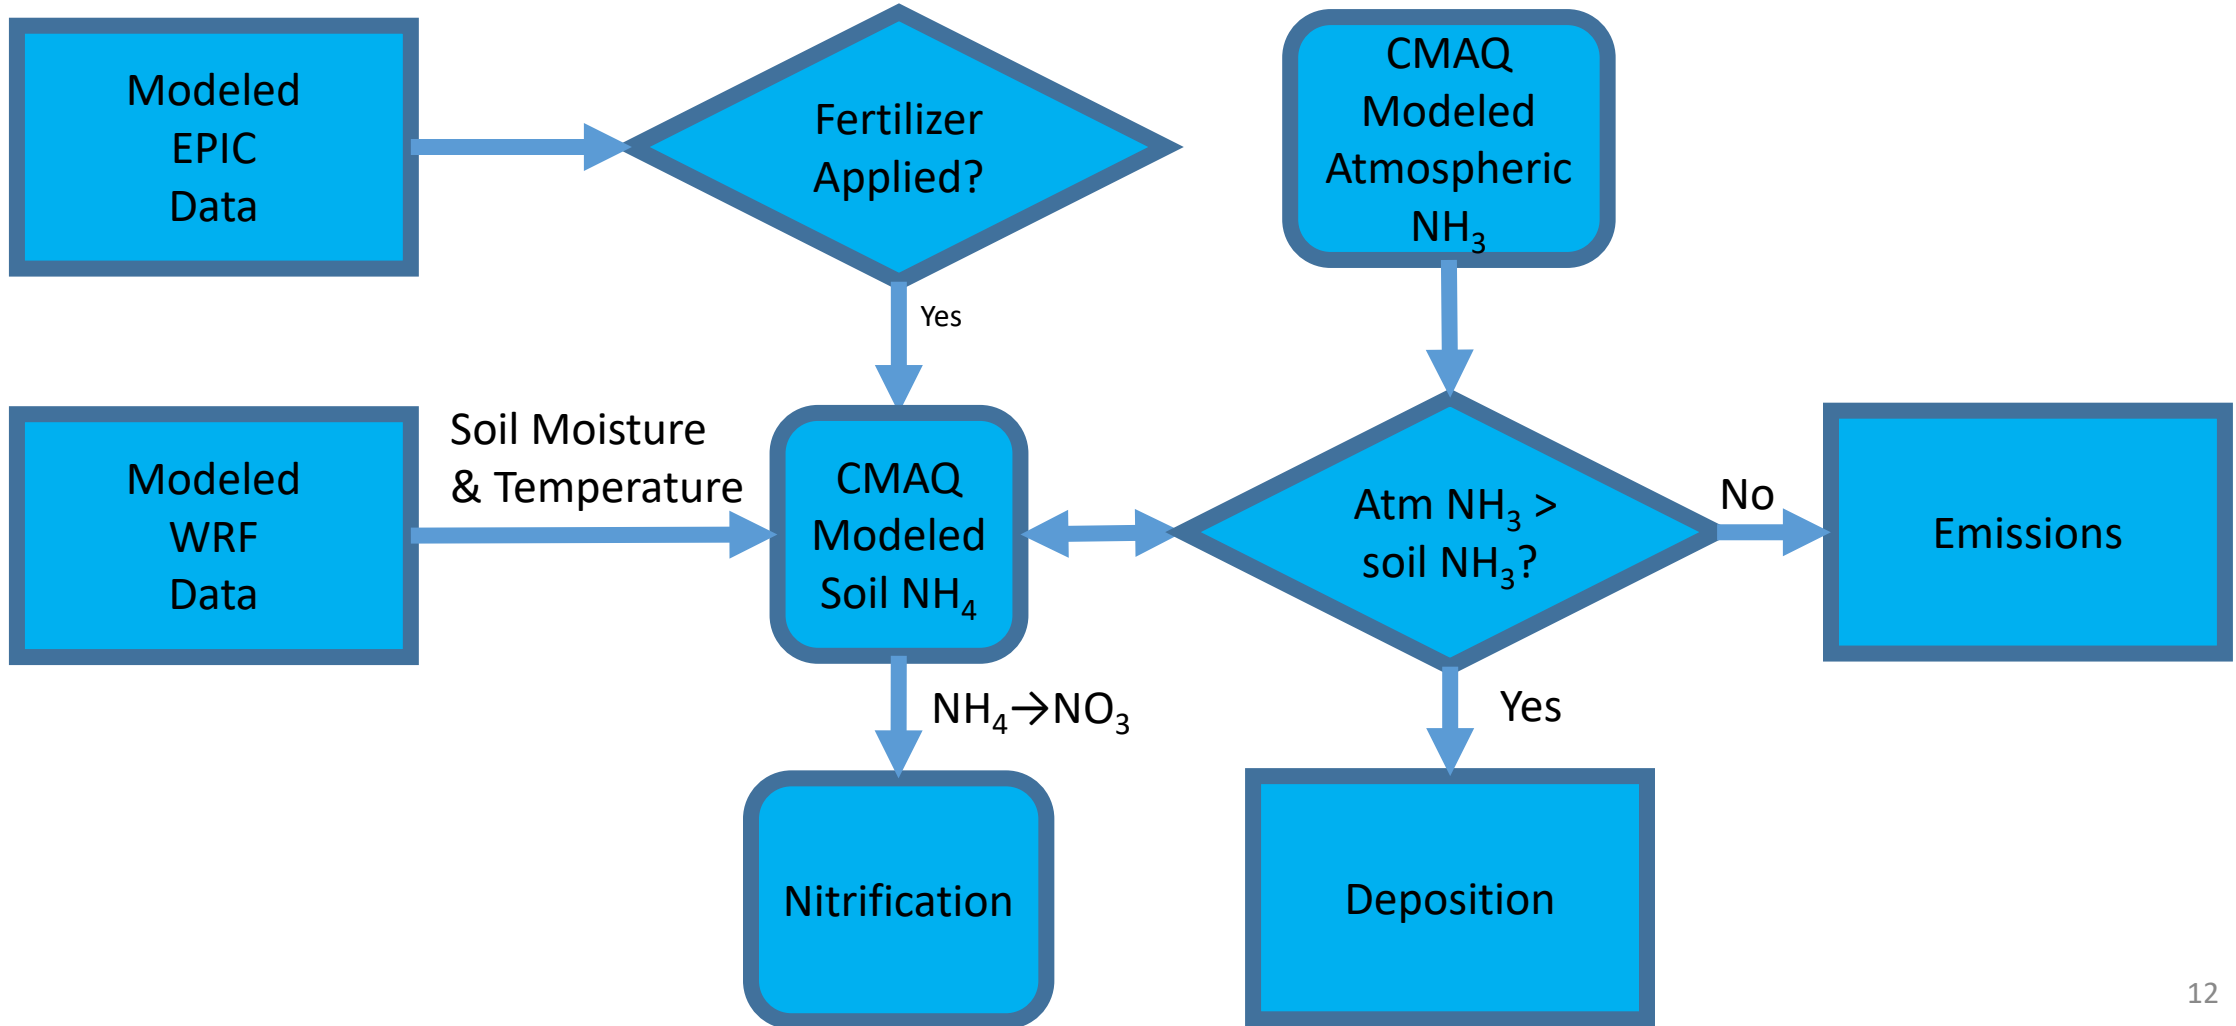 Modeled
EPIC
Data
Fertilizer
Applied?
CMAQ
Modeled
Atmospheric
NH₃
Yes
Modeled
WRF
Data
Soil Moisture
& Temperature
CMAQ
Modeled
Soil NH₄
Atm NH₃ >
soil NH₃?
No
Emissions
NH₄→NO₃
Yes
Nitrification
Deposition
12